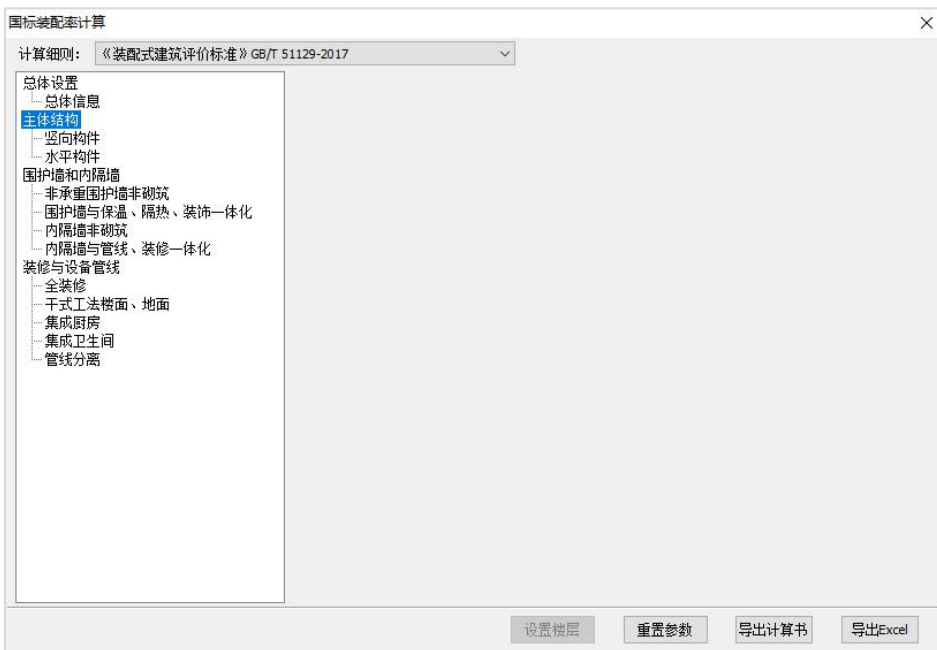 国标装配率计算
计算细则： 《装配式建筑评价标准》GB/T 51129-2017
总体设置
总体信息
主体结构
竖向构件
水平构件
围护墙和内隔墙
非承重围护墙非砌筑
围护墙与保温、隔热、装饰一体化
内隔墙非砌筑
内隔墙与管线、装修一体化
装修与设备管线
全装修
干式工法楼面、地面
集成厨房
集成卫生间
管线分离
设置楼层 重置参数 导出计算书 导出Excel